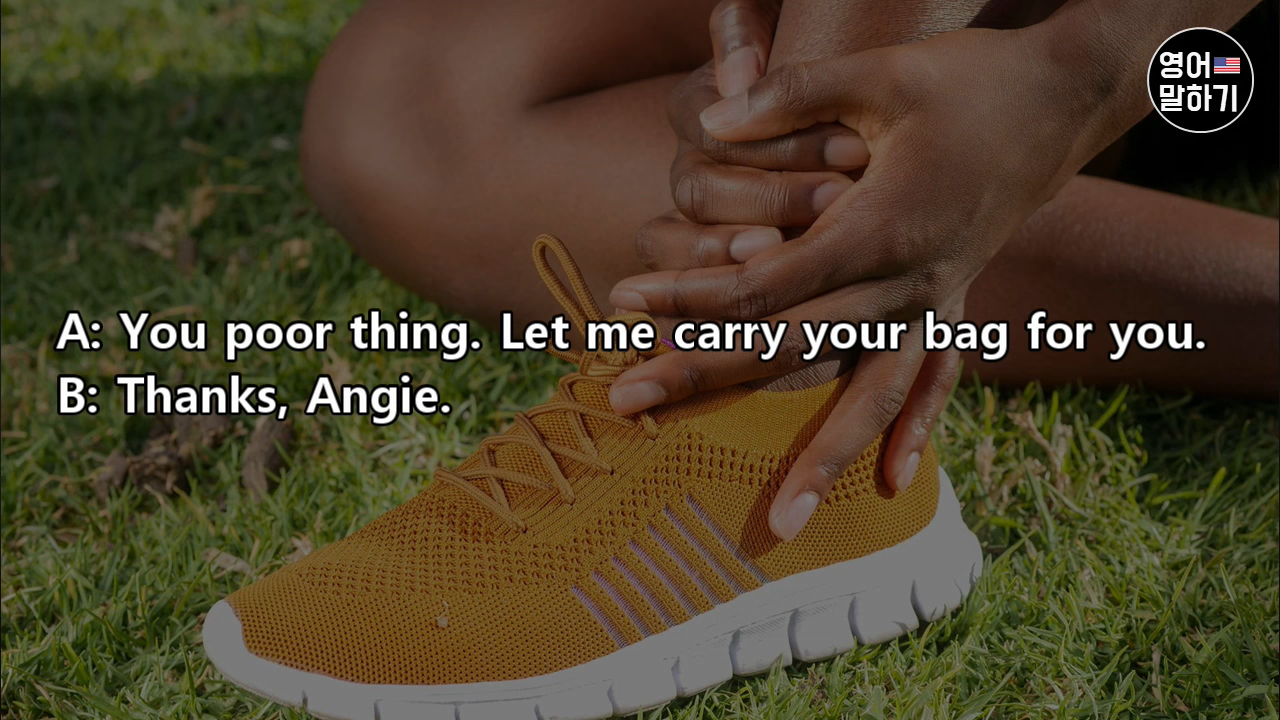 영어
말하기
A: You poor thing. Let me carry your bag for you.
B: Thanks, Angie.